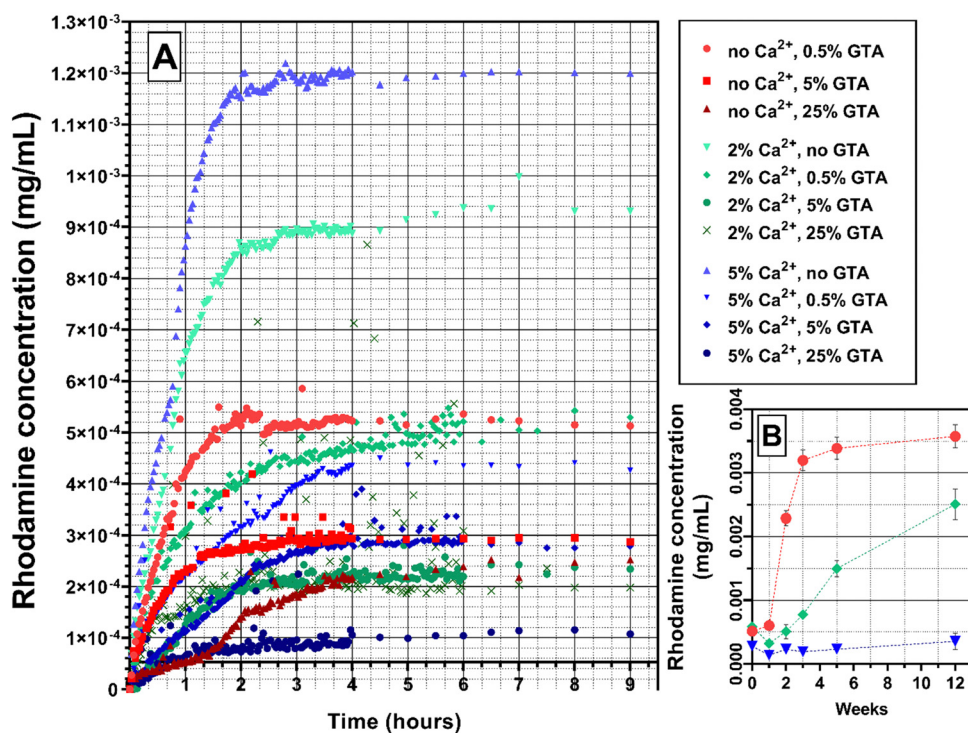 A
Rhodamine concentration (mg/mL)
1.3×10⁻³
1.2×10⁻³
1.1×10⁻³
1×10⁻³
9×10⁻⁴
8×10⁻⁴
7×10⁻⁴
6×10⁻⁴
5×10⁻⁴
4×10⁻⁴
3×10⁻⁴
2×10⁻⁴
1×10⁻⁴
0
1 2 3 4 5 6 7 8 9
Time (hours)
no Ca²⁺, 0.5% GTA
no Ca²⁺, 5% GTA
no Ca²⁺, 25% GTA
2% Ca²⁺, no GTA
2% Ca²⁺, 0.5% GTA
2% Ca²⁺, 5% GTA
2% Ca²⁺, 25% GTA
5% Ca²⁺, no GTA
5% Ca²⁺, 0.5% GTA
5% Ca²⁺, 5% GTA
5% Ca²⁺, 25% GTA
B
Rhodamine concentration
(mg/mL)
0.004
0.003
0.002
0.001
0.000
0 2 4 6 8 10 12
Weeks